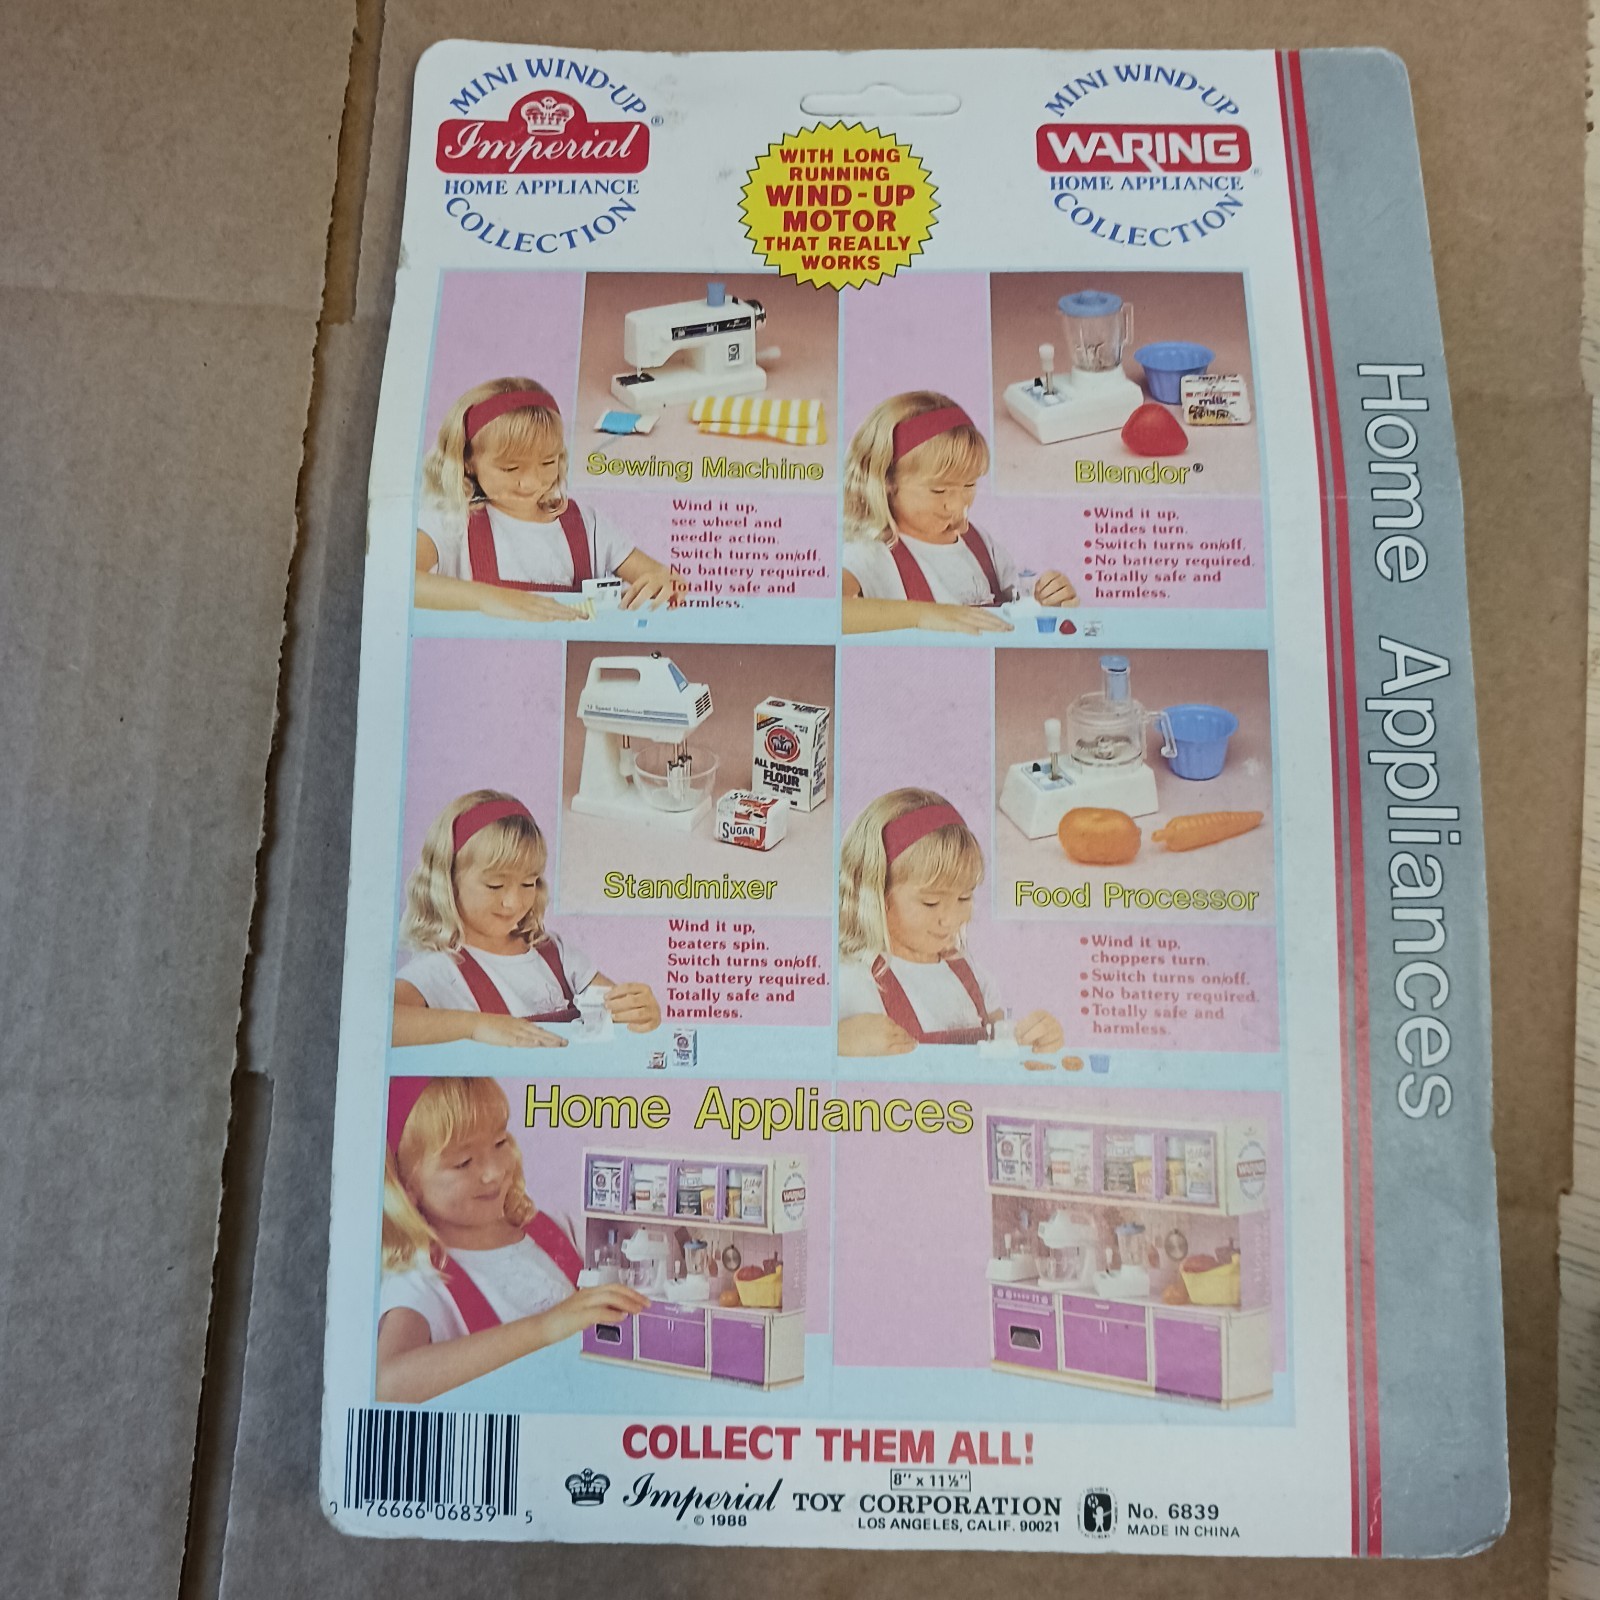 MINI WIND-UP
Imperial®
HOME APPLIANCE
COLLECTION
WITH LONG
RUNNING
WIND-UP
MOTOR
THAT REALLY
WORKS
MINI WIND-UP
WARING®
HOME APPLIANCE
COLLECTION
Sewing Machine
Wind it up,
see wheel and
needle action.
Switch turns on/off.
No battery required.
Totally safe and
harmless.
milk
Blendor®
• Wind it up,
blades turn.
• Switch turns on/off.
• No battery required.
• Totally safe and
harmless.
ALL PURPOSE
FLOUR
SUGAR
SUGAR
Standmixer
Wind it up,
beaters spin.
Switch turns on/off.
No battery required.
Totally safe and
harmless.
Food Processor
• Wind it up,
choppers turn.
• Switch turns on/off.
• No battery required.
• Totally safe and
harmless.
Home Appliances
WARING
WARING
Home Appliances
COLLECT THEM ALL!
8" x 11½"
Imperial TOY CORPORATION
© 1988
LOS ANGELES, CALIF. 90021
No. 6839
MADE IN CHINA
0 76666 06839 5